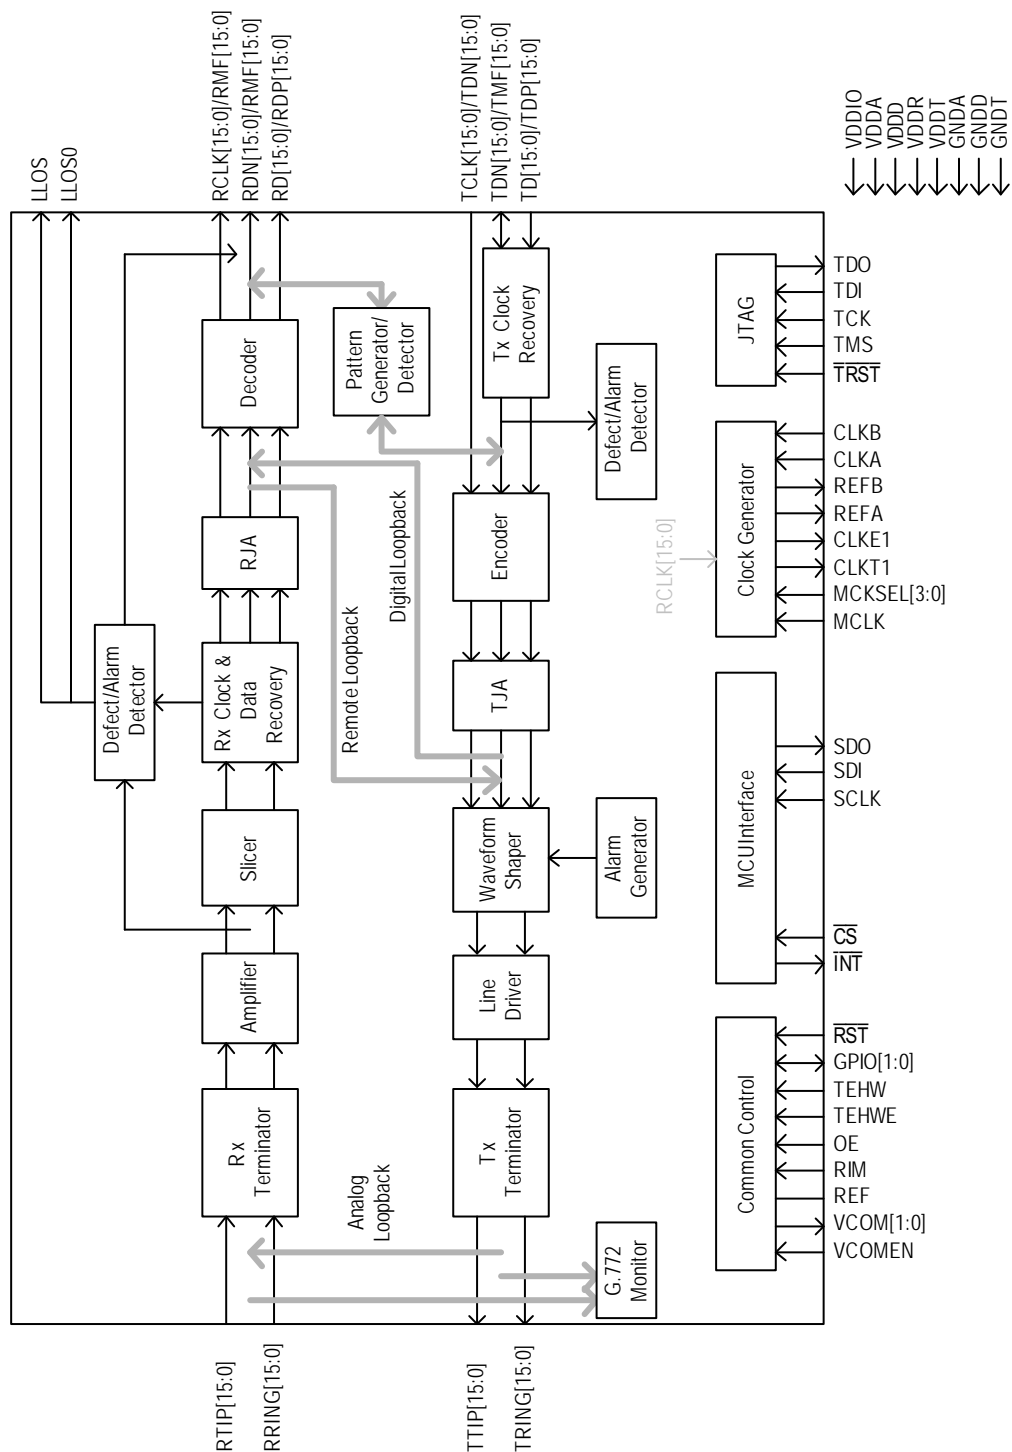 LLOS
LLOS0
RCLK[15:0]/RMF[15:0]
RDN[15:0]/RMF[15:0]
RD[15:0]/RDP[15:0]
TCLK[15:0]/TDN[15:0]
TDN[15:0]/TMF[15:0]
TD[15:0]/TDP[15:0]
VDDIO
VDDA
VDDD
VDDR
VDDT
GNDA
GNDD
GNDT
Decoder
Pattern
Generator/
Detector
Tx Clock
Recovery
Defect/Alarm
Detector
JTAG
TDO
TDI
TCK
TMS
TRST
RJA
Digital Loopback
Encoder
RCLK[15:0]
Clock Generator
CLKB
CLKA
REFB
REFA
CLKE1
CLKT1
MCKSEL[3:0]
MCLK
Defect/Alarm
Detector
Rx Clock &
Data
Recovery
Remote Loopback
TJA
Slicer
Waveform
Shaper
Alarm
Generator
MCU Interface
SDO
SDI
SCLK
CS
INT
Amplifier
Line
Driver
Rx
Terminator
Analog
Loopback
Tx
Terminator
G.772
Monitor
Common Control
RST
GPIO[1:0]
TEHW
TEHWE
OE
RIM
REF
VCOM[1:0]
VCOMEN
RTIP[15:0]
RRING[15:0]
TTIP[15:0]
TRING[15:0]